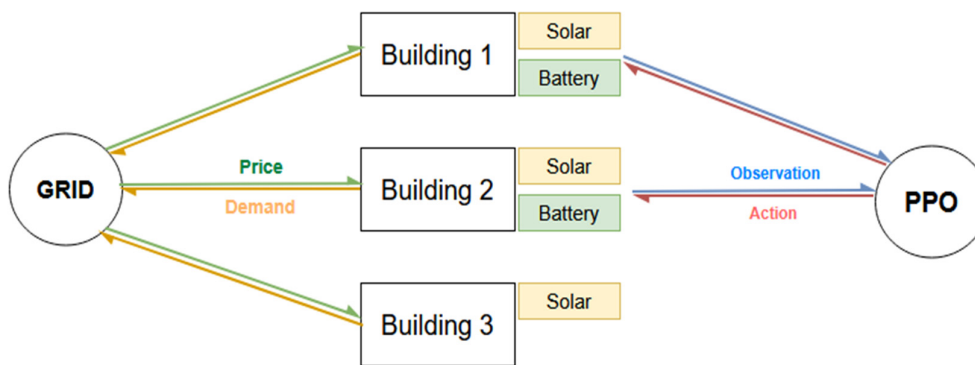 Building 1
Solar
Battery
GRID
Price
Demand
Building 2
Solar
Battery
Observation
Action
PPO
Building 3
Solar